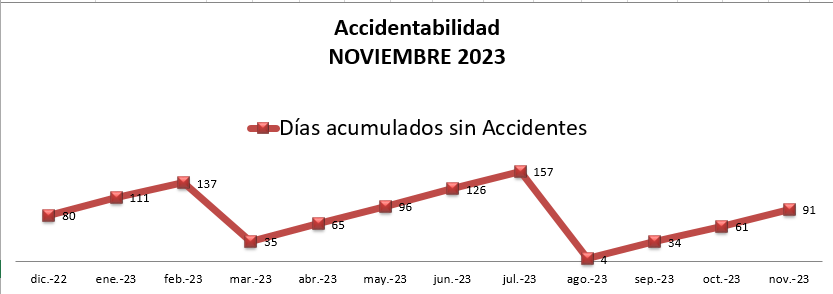 Accidentabilidad
NOVIEMBRE 2023
Días acumulados sin Accidentes
80 111 137 35 65 96 126 157 4 34 61 91
dic.-22 ene.-23 feb.-23 mar.-23 abr.-23 may.-23 jun.-23 jul.-23 ago.-23 sep.-23 oct.-23 nov.-23